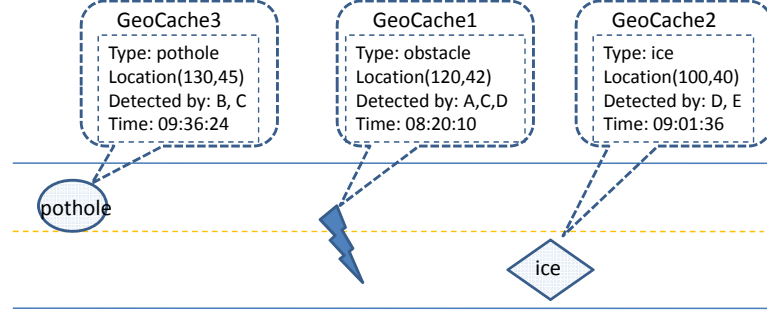 GeoCache3
Type: pothole
Location(130,45)
Detected by: B, C
Time: 09:36:24
GeoCache1
Type: obstacle
Location(120,42)
Detected by: A,C,D
Time: 08:20:10
GeoCache2
Type: ice
Location(100,40)
Detected by: D, E
Time: 09:01:36
pothole
ice